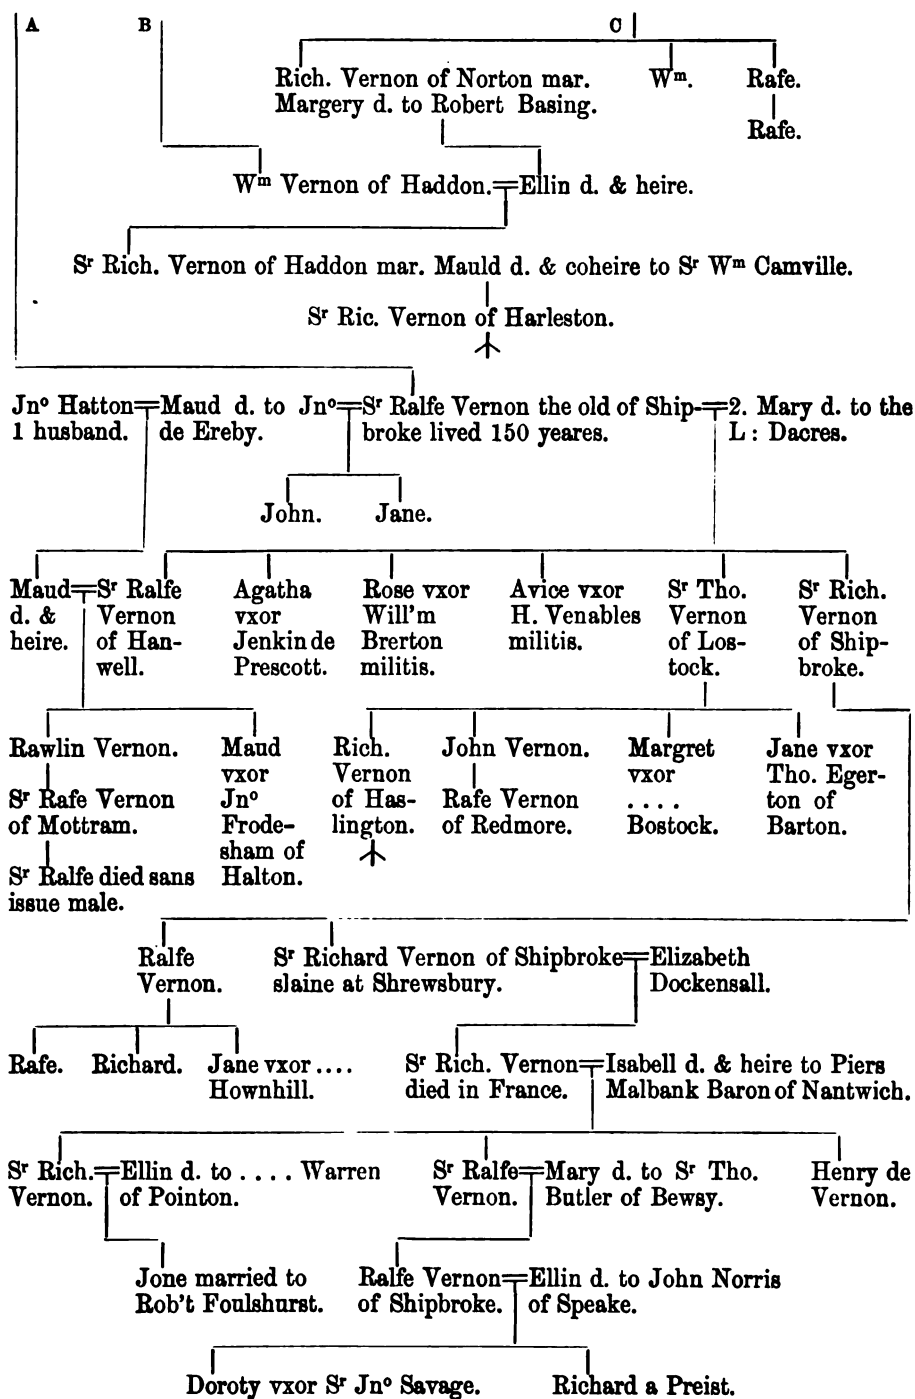 A B C
Rich. Vernon of Norton mar. Wᵐ. Rafe.
Margery d. to Robert Basing.
Rafe.
Wᵐ Vernon of Haddon.=Ellin d. & heire.
Sʳ Rich. Vernon of Haddon mar. Mauld d. & coheire to Sʳ Wᵐ Camville.
Sʳ Ric. Vernon of Harleston.
Jnᵒ Hatton=Maud d. to Jnᵒ=Sʳ Ralfe Vernon the old of Ship-=2. Mary d. to the
1 husband. de Ereby. broke lived 150 yeares. L: Dacres.
John. Jane.
Maud=Sʳ Ralfe Agatha Rose vxor Avice vxor Sʳ Tho. Sʳ Rich.
d. & Vernon vxor Will'm H. Venables Vernon Vernon
heire. of Han- Jenkin de Brerton militis. of Los- of Ship-
well. Prescott. militis. tock. broke.
Rawlin Vernon. Maud Rich. John Vernon. Margret Jane vxor
vxor Vernon vxor Tho. Eger-
Sʳ Rafe Vernon Jnᵒ of Has- Rafe Vernon .... ton of
of Mottram. Frode- lington. of Redmore. Bostock. Barton.
sham of
Sʳ Ralfe died sans Halton.
issue male.
Ralfe Sʳ Richard Vernon of Shipbroke=Elizabeth
Vernon. slaine at Shrewsbury. Dockensall.
Rafe. Richard. Jane vxor .... Sʳ Rich. Vernon=Isabell d. & heire to Piers
Hownhill. died in France. Malbank Baron of Nantwich.
Sʳ Rich.=Ellin d. to .... Warren Sʳ Ralfe=Mary d. to Sʳ Tho. Henry de
Vernon. of Pointon. Vernon. Butler of Bewsy. Vernon.
Jone married to Ralfe Vernon=Ellin d. to John Norris
Rob't Foulshurst. of Shipbroke. of Speake.
Doroty vxor Sʳ Jnᵒ Savage. Richard a Preist.